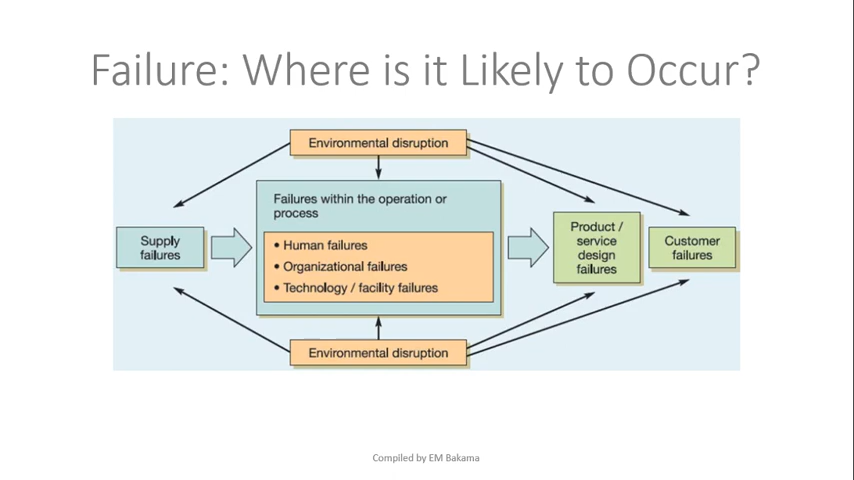 Failure: Where is it Likely to Occur?
Environmental disruption
Failures within the operation or
process
• Human failures
• Organizational failures
• Technology / facility failures
Supply
failures
Product /
service
design
failures
Customer
failures
Environmental disruption
Compiled by EM Bakama